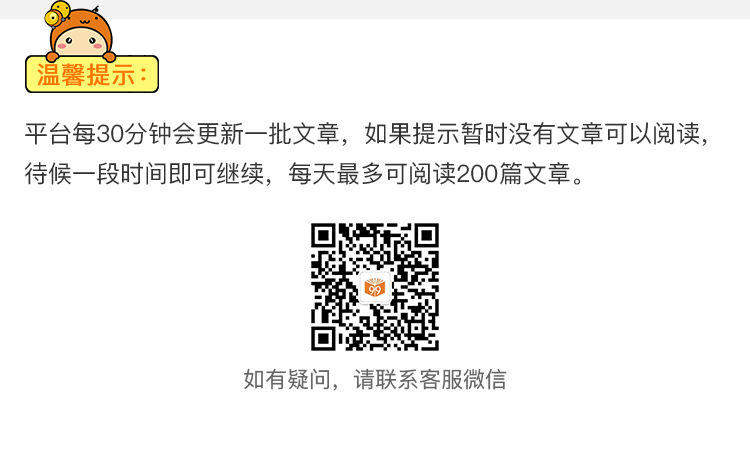 温馨提示：
平台每30分钟会更新一批文章，如果提示暂时没有文章可以阅读，
待候一段时间即可继续，每天最多可阅读200篇文章。
如有疑问，请联系客服微信